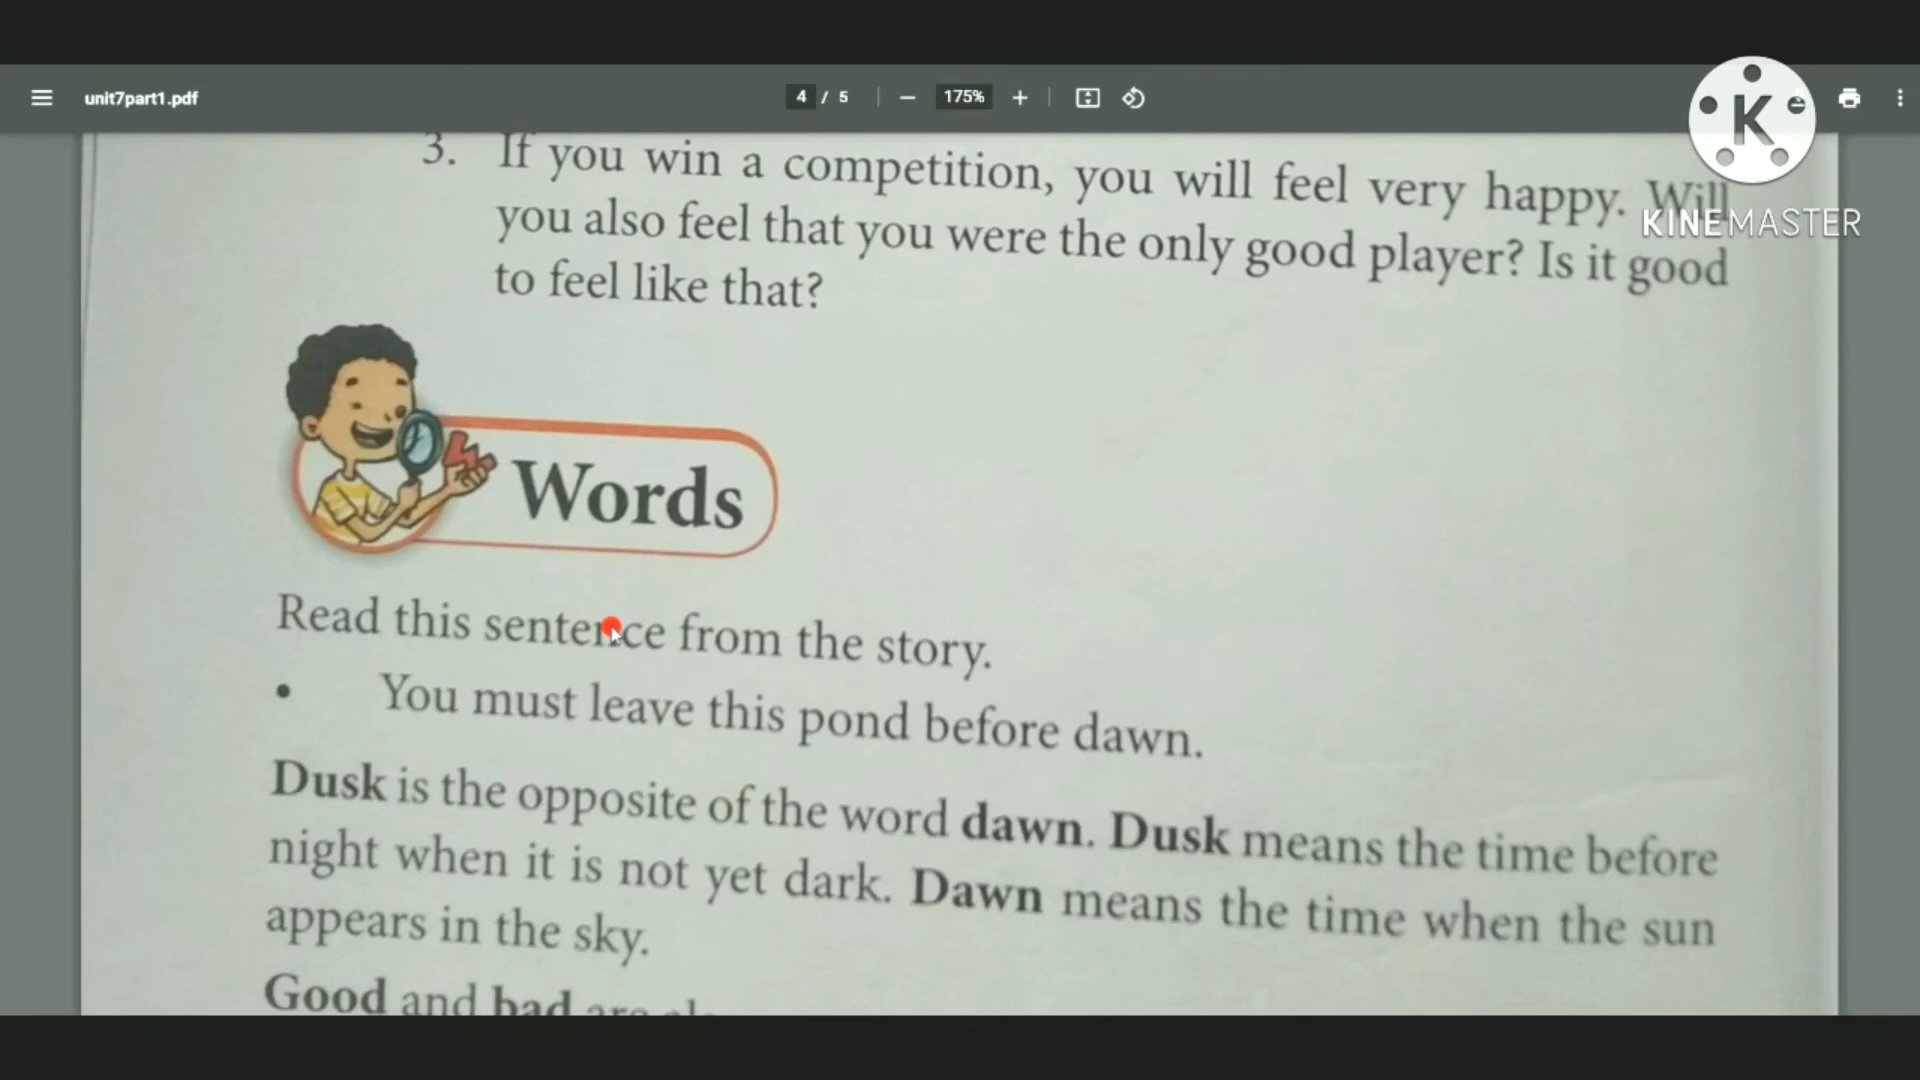 unit7part1.pdf
4 / 5
175%
K
KINEMASTER
3. If you win a competition, you will feel very happy. Will
you also feel that you were the only good player? Is it good
to feel like that?
Words
Read this sentence from the story.
• You must leave this pond before dawn.
Dusk is the opposite of the word dawn. Dusk means the time before
night when it is not yet dark. Dawn means the time when the sun
appears in the sky.
Good and bad are